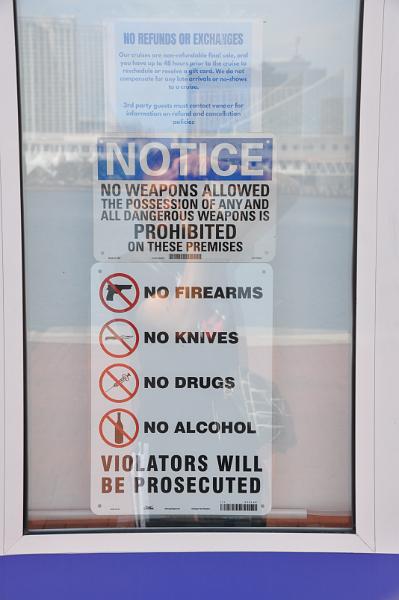 NO REFUNDS OR EXCHANGES
Our cruises are non-refundable final sale, and
you have up to 48 hours prior to the cruise to
reschedule or receive a gift card. We do not
compensate for any late arrivals or no-shows
to a cruise.
3rd party guests must contact vendor for
information on refund and cancellation
policies
NOTICE
NO WEAPONS ALLOWED
THE POSSESSION OF ANY AND
ALL DANGEROUS WEAPONS IS
PROHIBITED
ON THESE PREMISES
NO FIREARMS
NO KNIVES
NO DRUGS
NO ALCOHOL
VIOLATORS WILL
BE PROSECUTED